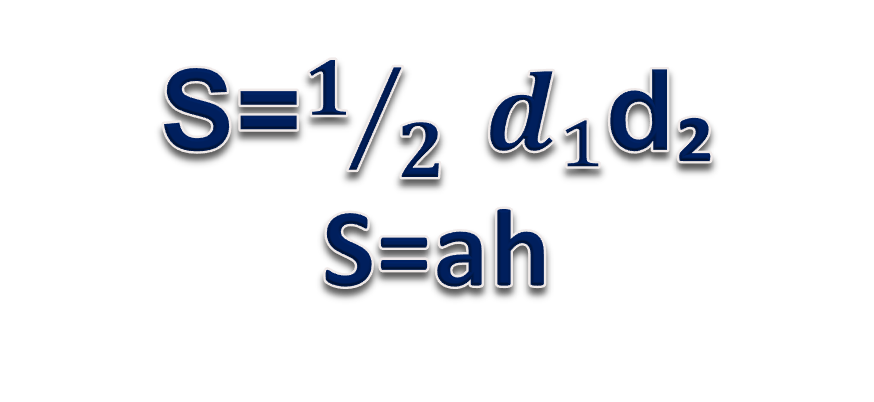 S=1/2 d₁d₂
S=ah